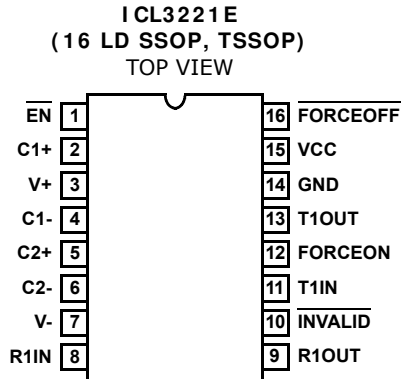 ICL3221E
(16 LD SSOP, TSSOP)
TOP VIEW
EN 1
C1+ 2
V+ 3
C1- 4
C2+ 5
C2- 6
V- 7
R1IN 8
16 FORCEOFF
15 VCC
14 GND
13 T1OUT
12 FORCEON
11 T1IN
10 INVALID
9 R1OUT